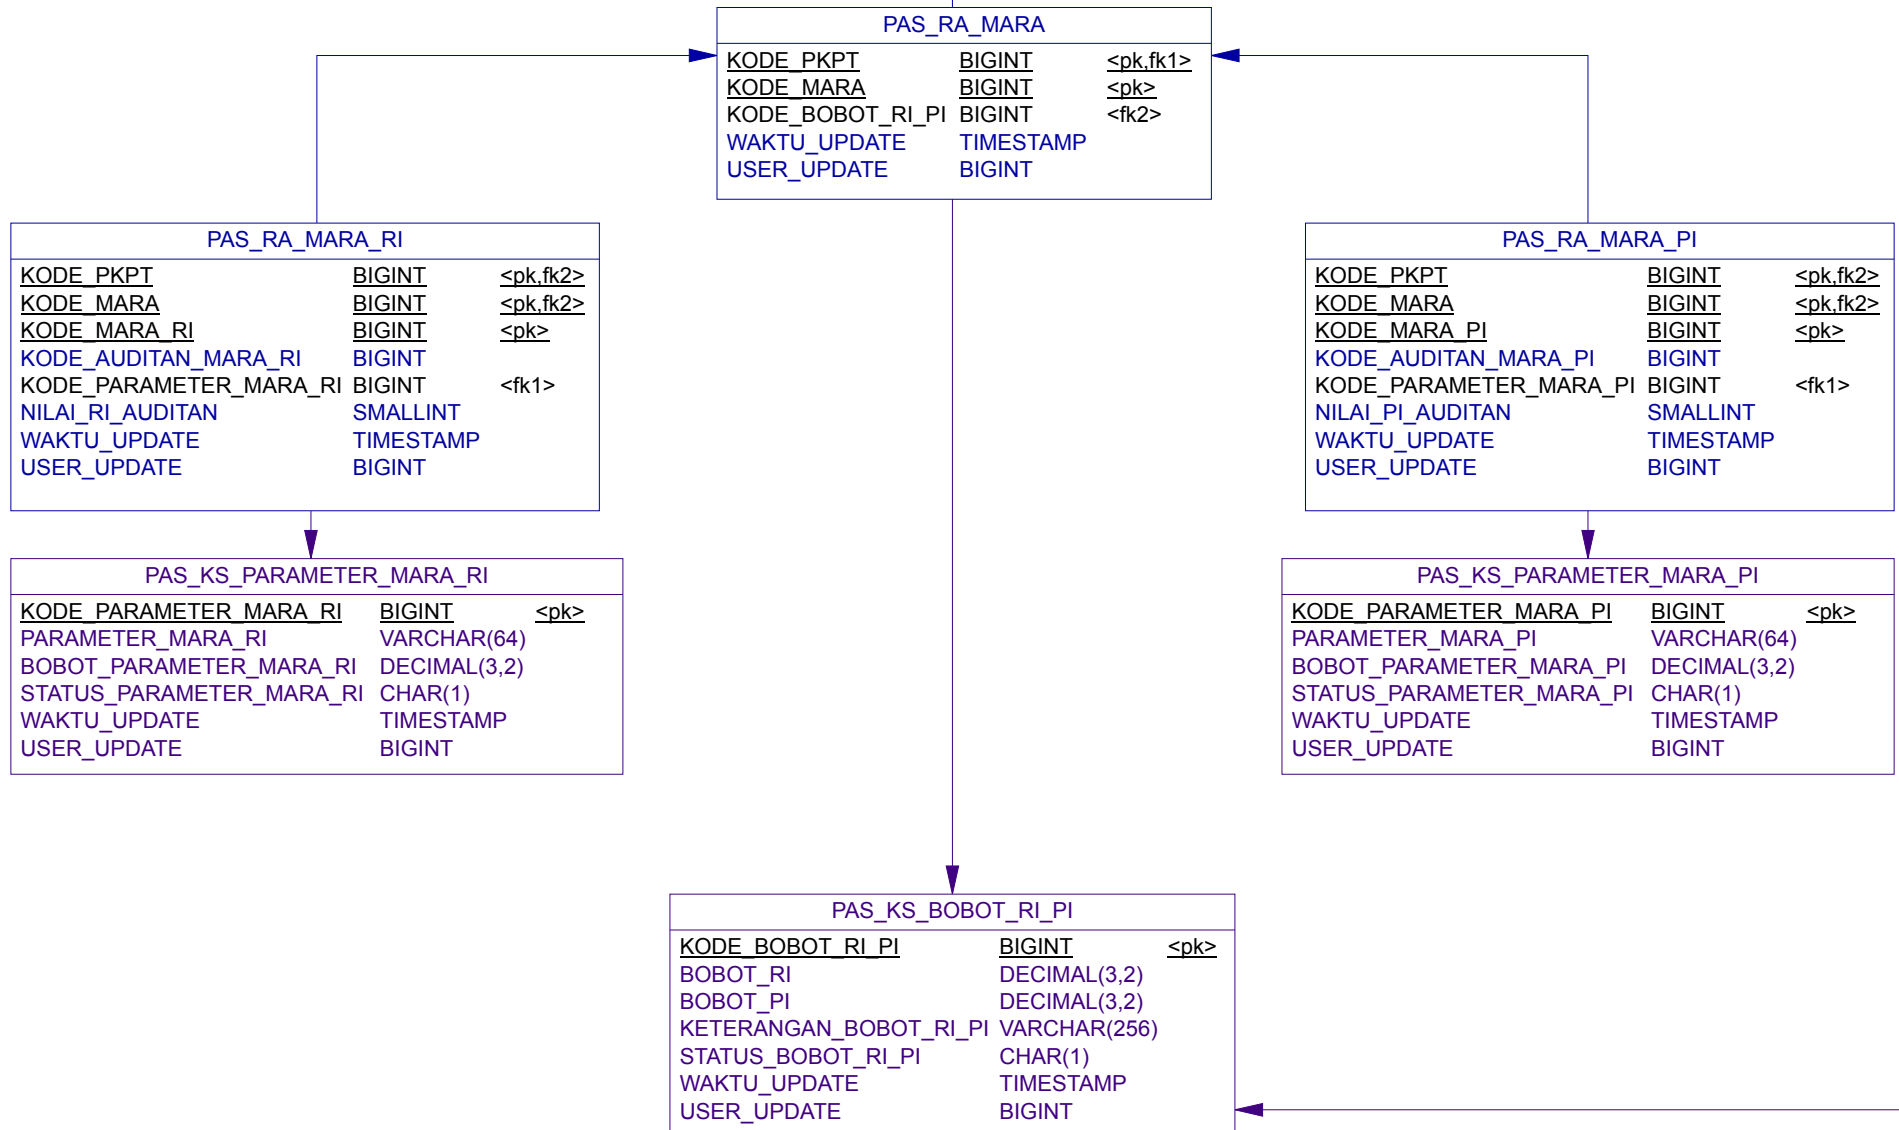 PAS_RA_MARA
KODE_PKPT BIGINT <pk,fk1>
KODE_MARA BIGINT <pk>
KODE_BOBOT_RI_PI BIGINT <fk2>
WAKTU_UPDATE TIMESTAMP
USER_UPDATE BIGINT
PAS_RA_MARA_RI
KODE_PKPT BIGINT <pk,fk2>
KODE_MARA BIGINT <pk,fk2>
KODE_MARA_RI BIGINT <pk>
KODE_AUDITAN_MARA_RI BIGINT
KODE_PARAMETER_MARA_RI BIGINT <fk1>
NILAI_RI_AUDITAN SMALLINT
WAKTU_UPDATE TIMESTAMP
USER_UPDATE BIGINT
PAS_RA_MARA_PI
KODE_PKPT BIGINT <pk,fk2>
KODE_MARA BIGINT <pk,fk2>
KODE_MARA_PI BIGINT <pk>
KODE_AUDITAN_MARA_PI BIGINT
KODE_PARAMETER_MARA_PI BIGINT <fk1>
NILAI_PI_AUDITAN SMALLINT
WAKTU_UPDATE TIMESTAMP
USER_UPDATE BIGINT
PAS_KS_PARAMETER_MARA_RI
KODE_PARAMETER_MARA_RI BIGINT <pk>
PARAMETER_MARA_RI VARCHAR(64)
BOBOT_PARAMETER_MARA_RI DECIMAL(3,2)
STATUS_PARAMETER_MARA_RI CHAR(1)
WAKTU_UPDATE TIMESTAMP
USER_UPDATE BIGINT
PAS_KS_PARAMETER_MARA_PI
KODE_PARAMETER_MARA_PI BIGINT <pk>
PARAMETER_MARA_PI VARCHAR(64)
BOBOT_PARAMETER_MARA_PI DECIMAL(3,2)
STATUS_PARAMETER_MARA_PI CHAR(1)
WAKTU_UPDATE TIMESTAMP
USER_UPDATE BIGINT
PAS_KS_BOBOT_RI_PI
KODE_BOBOT_RI_PI BIGINT <pk>
BOBOT_RI DECIMAL(3,2)
BOBOT_PI DECIMAL(3,2)
KETERANGAN_BOBOT_RI_PI VARCHAR(256)
STATUS_BOBOT_RI_PI CHAR(1)
WAKTU_UPDATE TIMESTAMP
USER_UPDATE BIGINT